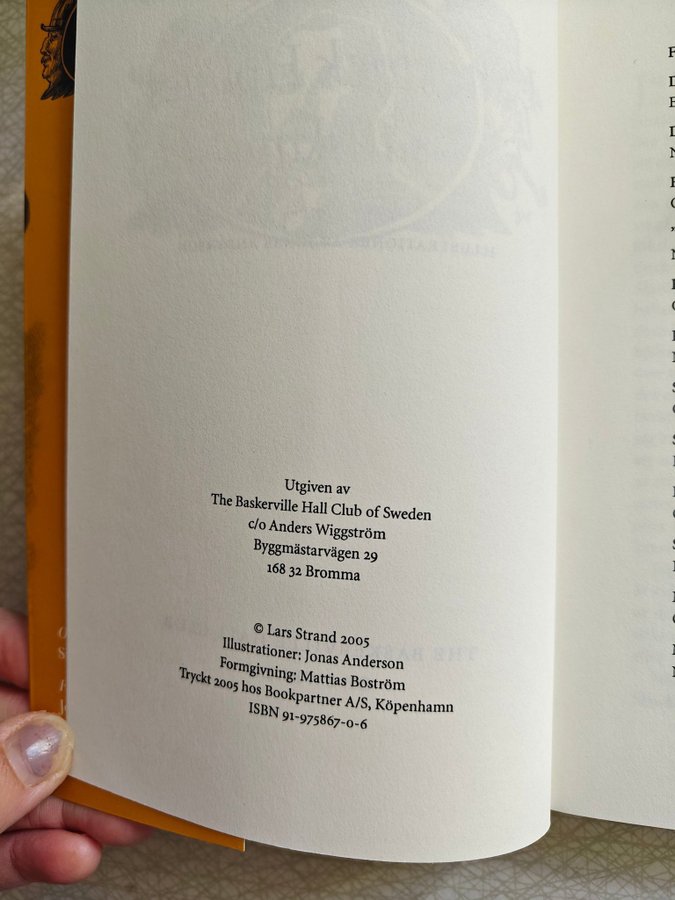 Utgiven av
The Baskerville Hall Club of Sweden
c/o Anders Wiggström
Byggmästarvägen 29
168 32 Bromma
© Lars Strand 2005
Illustrationer: Jonas Anderson
Formgivning: Mattias Boström
Tryckt 2005 hos Bookpartner A/S, Köpenhamn
ISBN 91-975867-0-6